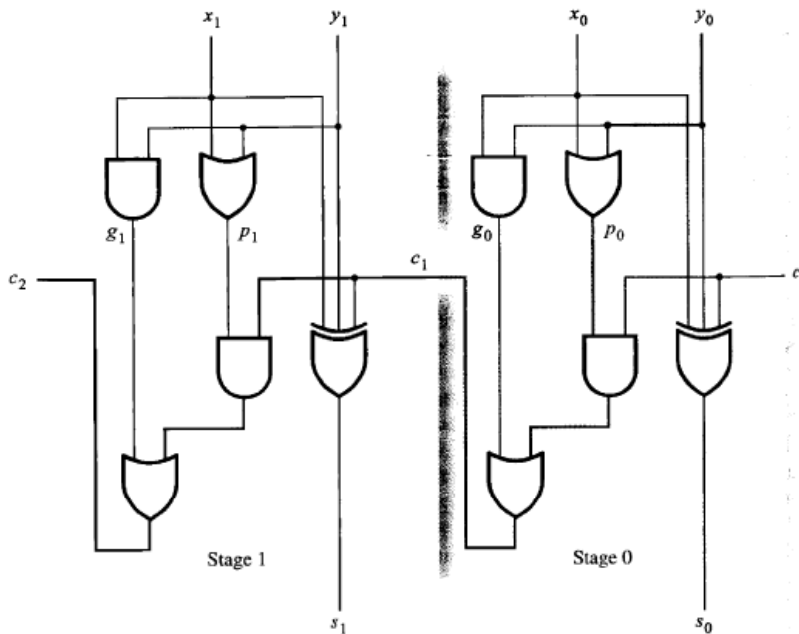 x₁ y₁ x₀ y₀
g₁ p₁ g₀ p₀
c₂ c₁ c
Stage 1 Stage 0
s₁ s₀